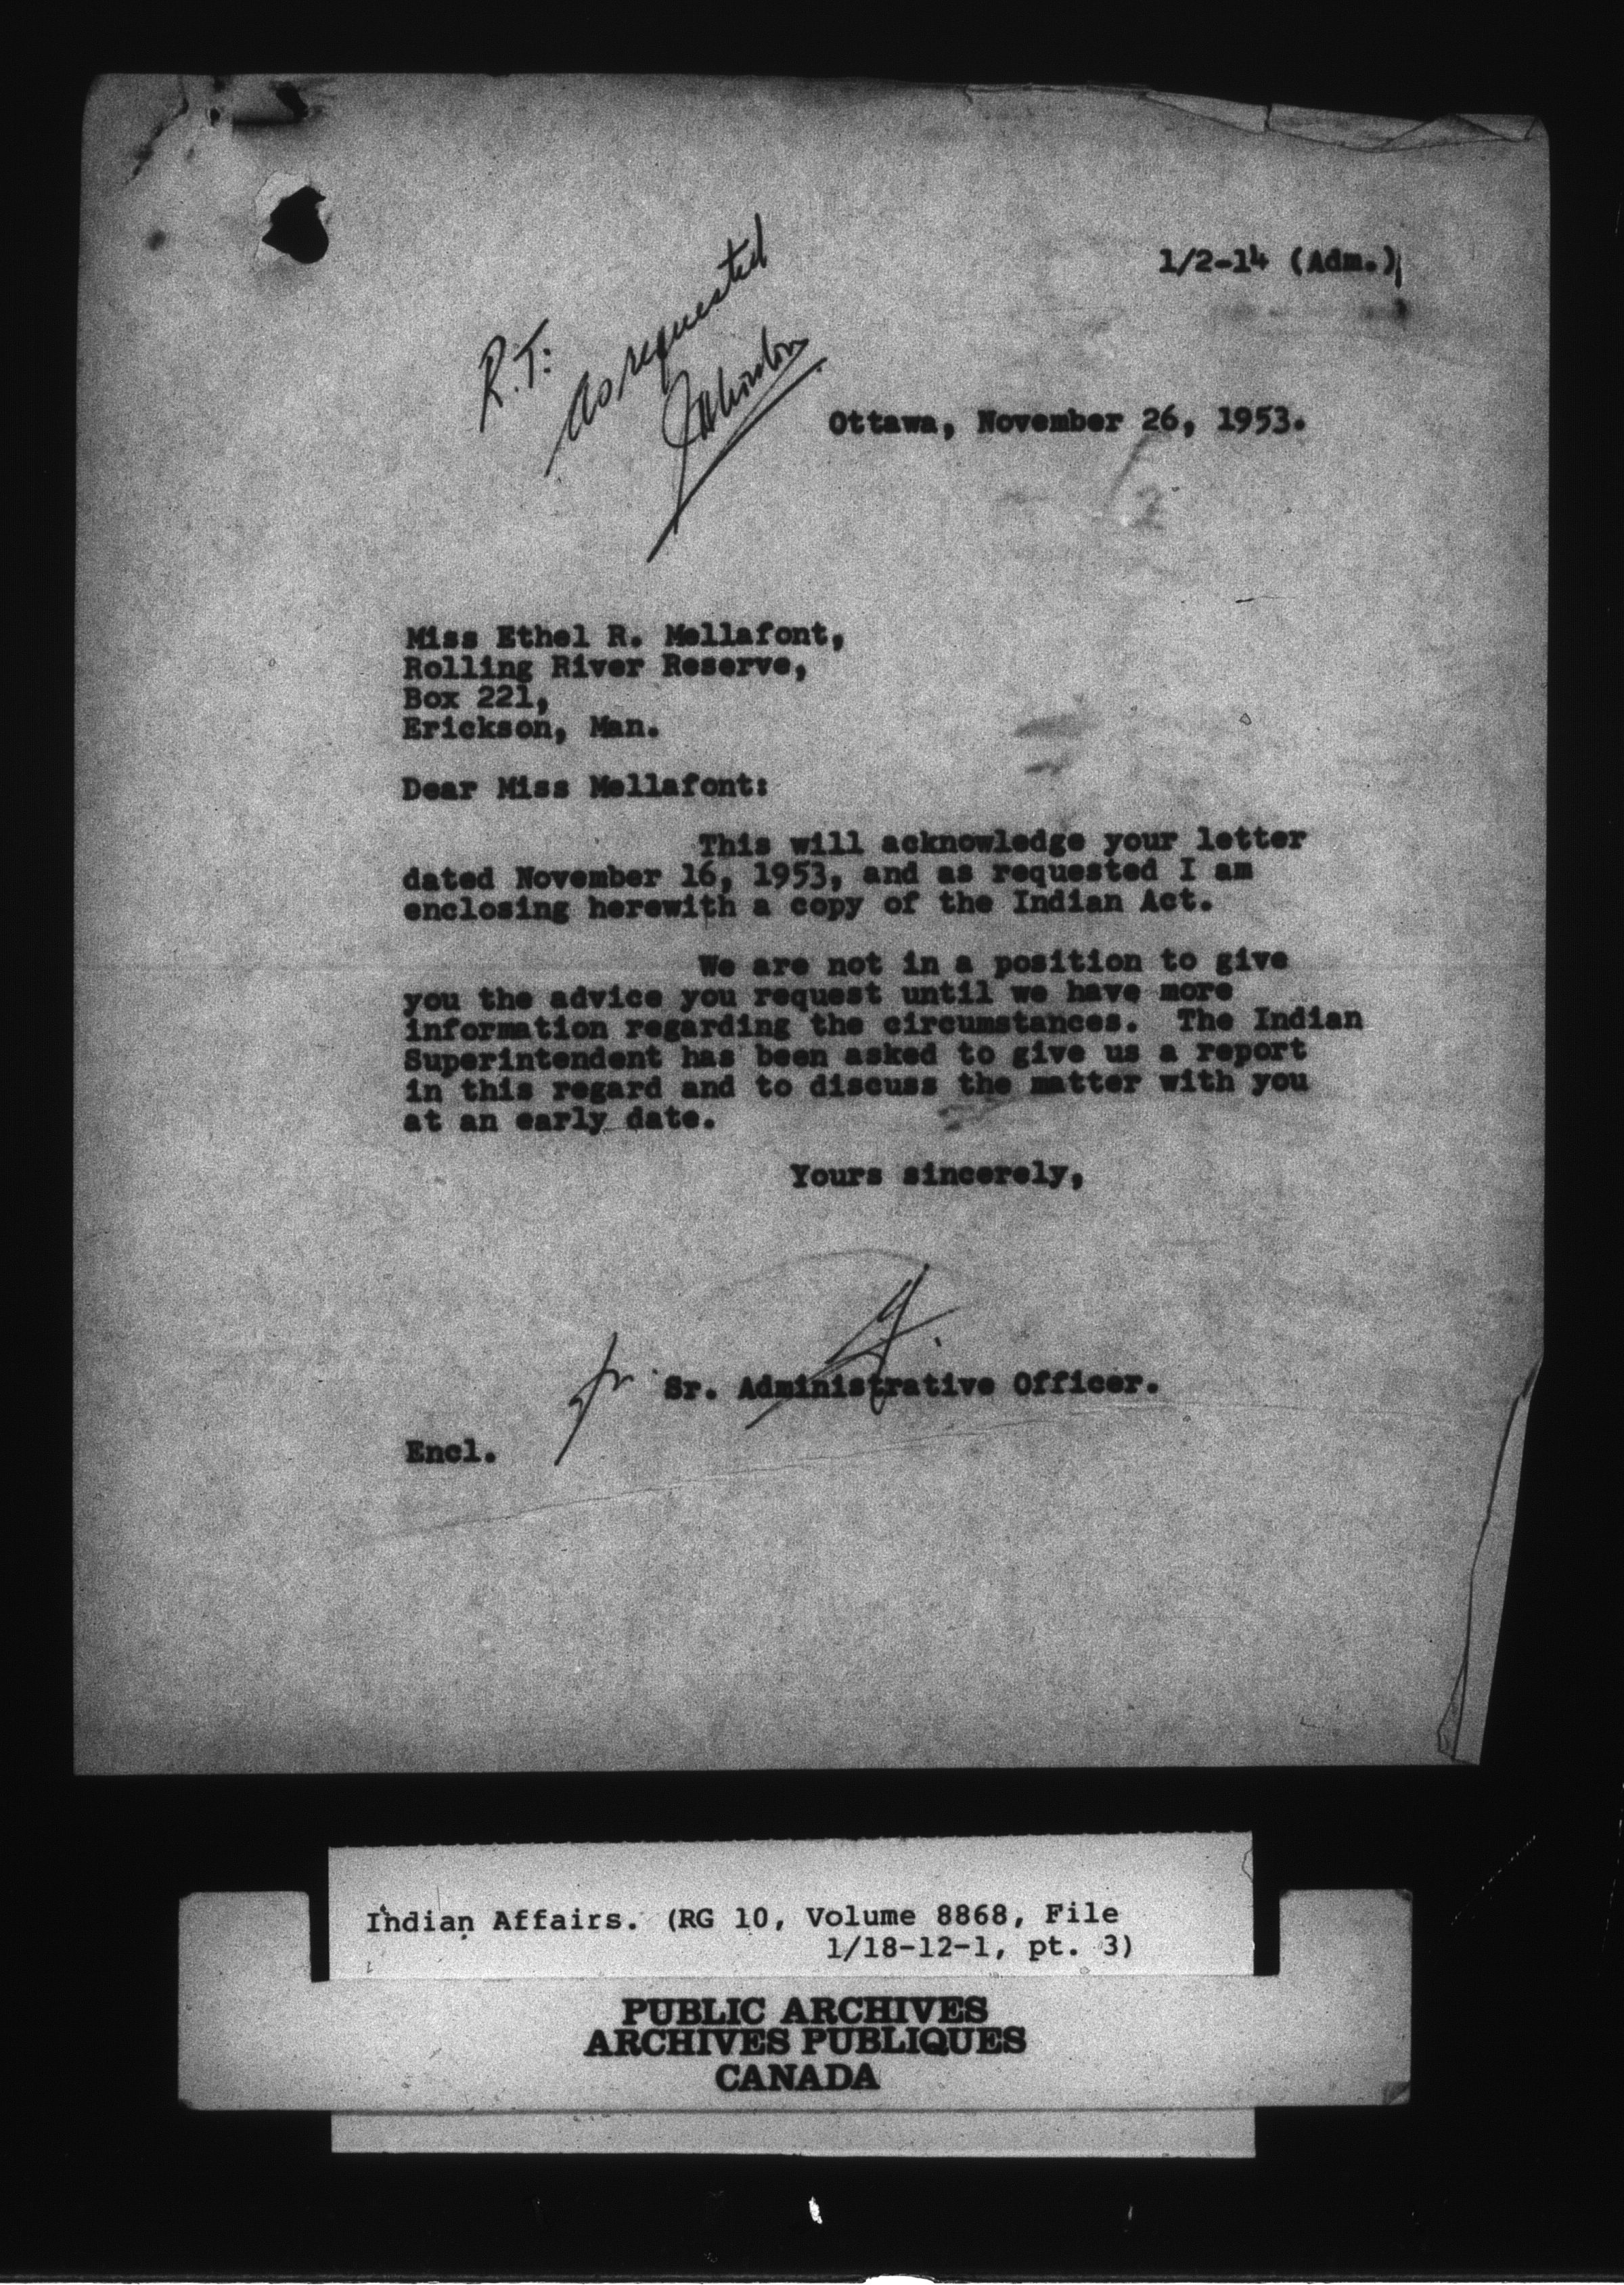 1/2-14 (Adm.)
R.T:
As requested
Ottawa, November 26, 1953.
Miss Ethel R. Mellafont,
Rolling River Reserve,
Box 221,
Erickson, Man.
Dear Miss Mellafont:
This will acknowledge your letter
dated November 16, 1953, and as requested I am
enclosing herewith a copy of the Indian Act.
We are not in a position to give
you the advice you request until we have more
information regarding the circumstances. The Indian
Superintendent has been asked to give us a report
in this regard and to discuss the matter with you
at an early date.
Yours sincerely,
fr Sr. Administrative Officer.
Encl.
Indian Affairs. (RG 10, Volume 8868, File
1/18-12-1, pt. 3)
PUBLIC ARCHIVES
ARCHIVES PUBLIQUES
CANADA